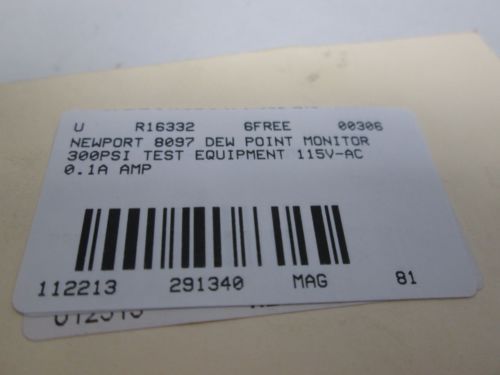 U R16332 6FREE 00306
NEWPORT 8097 DEW POINT MONITOR
300PSI TEST EQUIPMENT 115V-AC
0.1A AMP
112213 291340 MAG 81